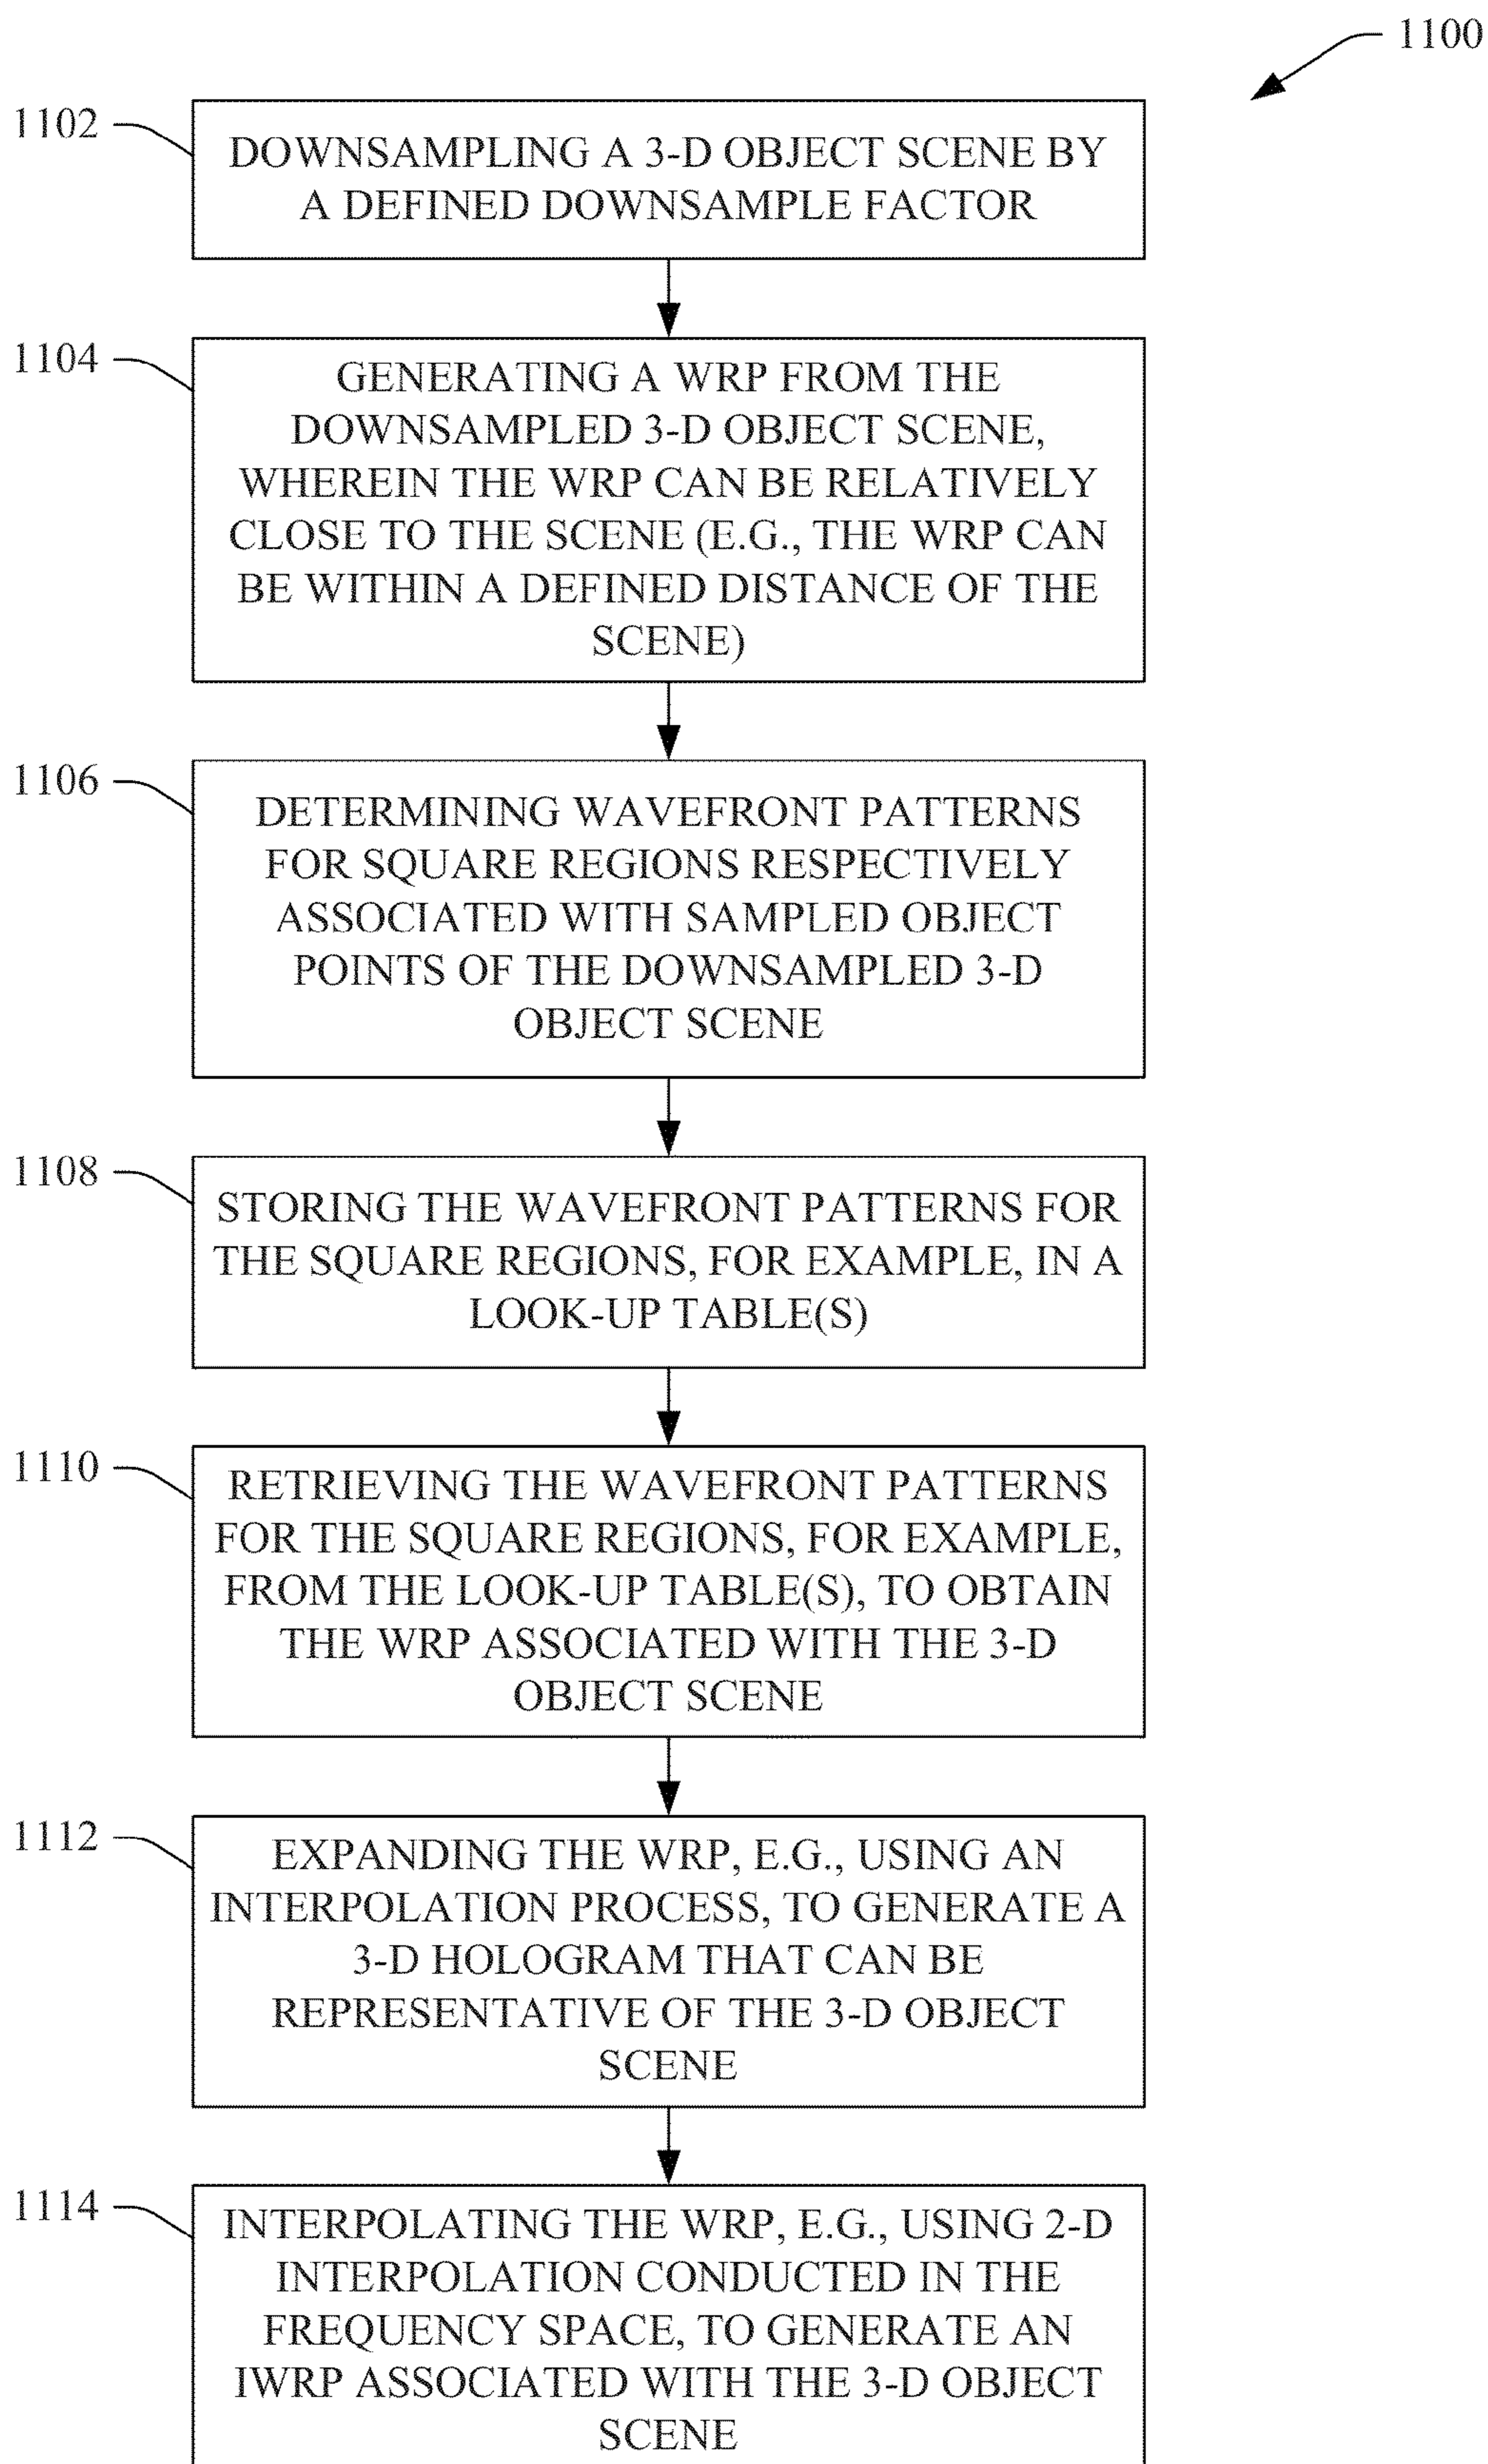 1100
1102
DOWNSAMPLING A 3-D OBJECT SCENE BY
A DEFINED DOWNSAMPLE FACTOR
1104
GENERATING A WRP FROM THE
DOWNSAMPLED 3-D OBJECT SCENE,
WHEREIN THE WRP CAN BE RELATIVELY
CLOSE TO THE SCENE (E.G., THE WRP CAN
BE WITHIN A DEFINED DISTANCE OF THE
SCENE)
1106
DETERMINING WAVEFRONT PATTERNS
FOR SQUARE REGIONS RESPECTIVELY
ASSOCIATED WITH SAMPLED OBJECT
POINTS OF THE DOWNSAMPLED 3-D
OBJECT SCENE
1108
STORING THE WAVEFRONT PATTERNS FOR
THE SQUARE REGIONS, FOR EXAMPLE, IN A
LOOK-UP TABLE(S)
1110
RETRIEVING THE WAVEFRONT PATTERNS
FOR THE SQUARE REGIONS, FOR EXAMPLE,
FROM THE LOOK-UP TABLE(S), TO OBTAIN
THE WRP ASSOCIATED WITH THE 3-D
OBJECT SCENE
1112
EXPANDING THE WRP, E.G., USING AN
INTERPOLATION PROCESS, TO GENERATE A
3-D HOLOGRAM THAT CAN BE
REPRESENTATIVE OF THE 3-D OBJECT
SCENE
1114
INTERPOLATING THE WRP, E.G., USING 2-D
INTERPOLATION CONDUCTED IN THE
FREQUENCY SPACE, TO GENERATE AN
IWRP ASSOCIATED WITH THE 3-D OBJECT
SCENE